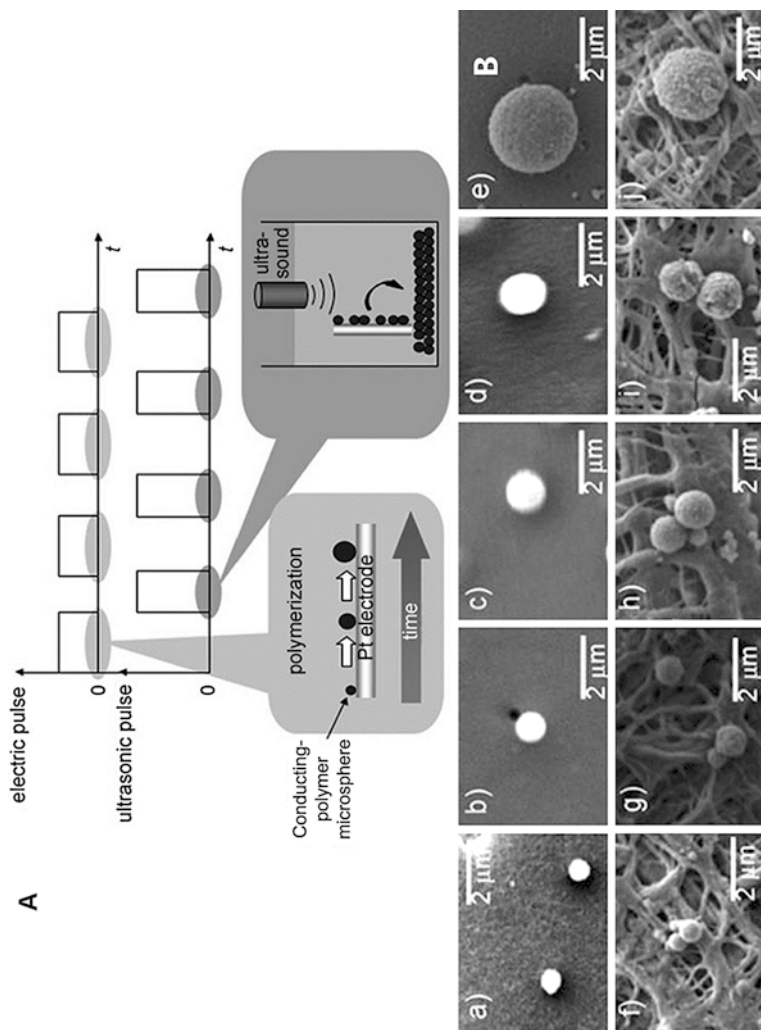 A
electric pulse
t
0
ultrasonic pulse
t
0
Conducting-
polymer
microsphere
polymerization
Pt electrode
time
ultra-
sound
B
a)
2 µm
b)
2 µm
c)
2 µm
d)
2 µm
e)
2 µm
f)
2 µm
g)
2 µm
h)
2 µm
i)
2 µm
j)
2 µm